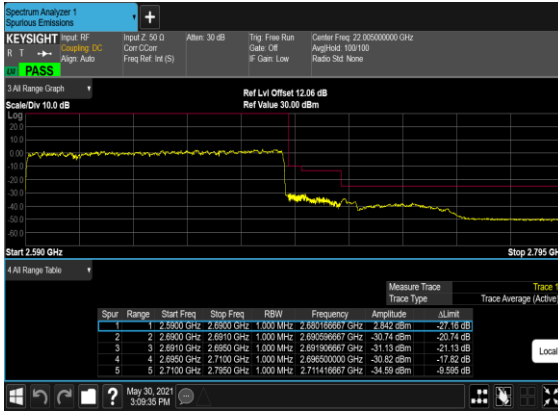 Spectrum Analyzer 1
Spurious Emissions
+
KEYSIGHT Input: RF Input Z: 50 Ω Atten: 30 dB Trig: Free Run Center Freq: 22.005000000 GHz
R T Coupling: DC Corr CCorr Gate: Off Avg|Hold: 100/100
Align: Auto Freq Ref: Int (S) IF Gain: Low Radio Std: None
PASS
3 All Range Graph
Ref Lvl Offset 12.06 dB
Scale/Div 10.0 dB Ref Value 30.00 dBm
Log
20.0
10.0
0.00
-10.0
-20.0
-30.0
-40.0
-50.0
-60.0
Start 2.590 GHz Stop 2.795 GH
4 All Range Table
Measure Trace Trace 1
Trace Type Trace Average (Active)
Spur Range Start Freq Stop Freq RBW Frequency Amplitude ΔLimit
1 1 2.5900 GHz 2.6900 GHz 1.000 MHz 2.680166667 GHz 2.842 dBm -27.16 dB
2 2 2.6900 GHz 2.6910 GHz 1.000 MHz 2.690596667 GHz -30.74 dBm -20.74 dB
3 3 2.6910 GHz 2.6950 GHz 1.000 MHz 2.691906667 GHz -31.13 dBm -21.13 dB
4 4 2.6950 GHz 2.7100 GHz 1.000 MHz 2.696500000 GHz -30.82 dBm -17.82 dB
5 5 2.7100 GHz 2.7950 GHz 1.000 MHz 2.711416667 GHz -34.59 dBm -9.595 dB
Local
?
May 30, 2021
3:09:35 PM